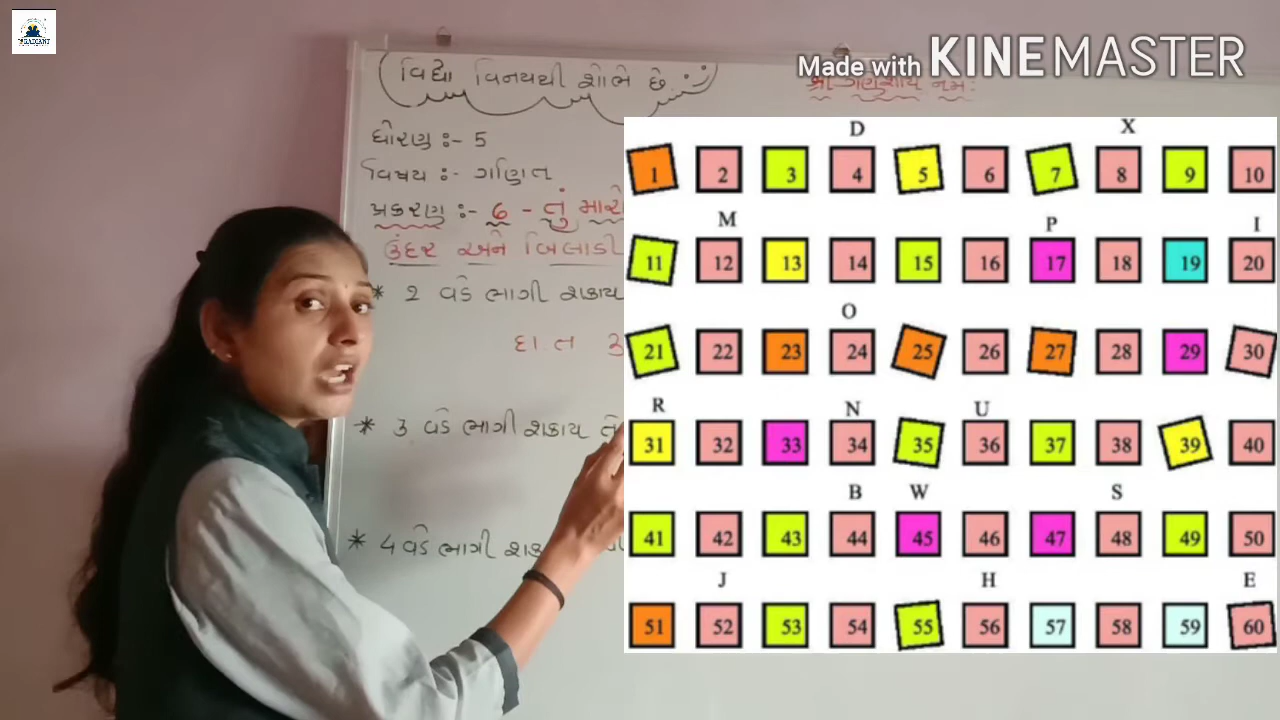 વિદ્યા વિનયથી શોભે છે.
Made with KINEMASTER
શ્રી ગણેશાય નમઃ
ધોરણ :- 5
વિષય :- ગણિત
પ્રકરણ :- 6 - તું મારો
ઉંદર અને બિલાડી
* 2 વડે ભાગી શકાય
* 3 વડે ભાગી શકાય તે
* 4 વડે ભાગી
D X
1 2 3 4 5 6 7 8 9 10
M P I
11 12 13 14 15 16 17 18 19 20
O
21 22 23 24 25 26 27 28 29 30
R N U
31 32 33 34 35 36 37 38 39 40
B W S
41 42 43 44 45 46 47 48 49 50
J H E
51 52 53 54 55 56 57 58 59 60